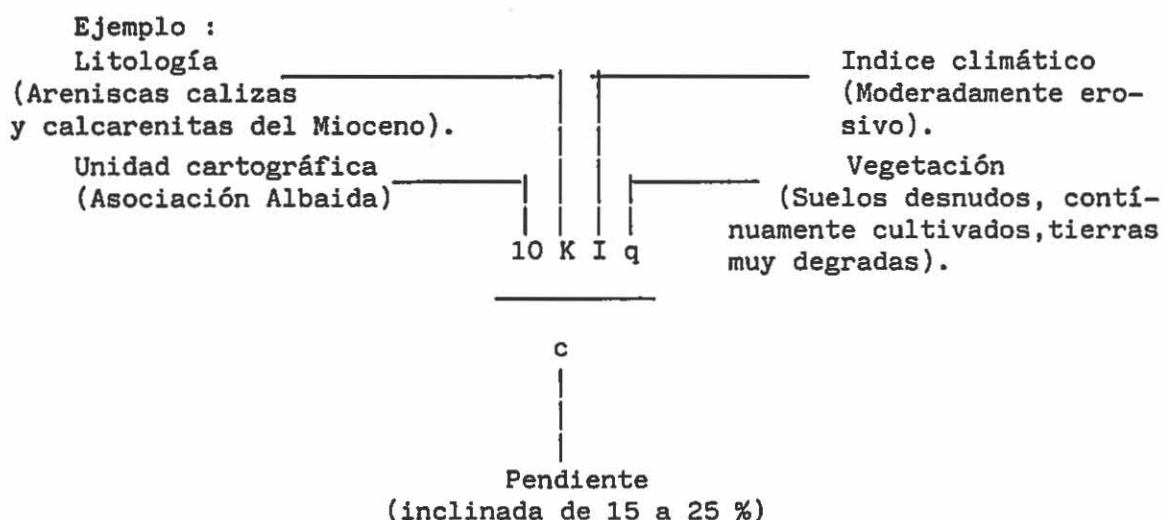 Ejemplo :
Litología
(Areniscas calizas
y calcarenitas del Mioceno).
Indice climático
(Moderadamente ero-
sivo).
Unidad cartográfica
(Asociación Albaida)
Vegetación
(Suelos desnudos, contí-
nuamente cultivados,tierras
muy degradas).
10 K I q
c
Pendiente
(inclinada de 15 a 25 %)